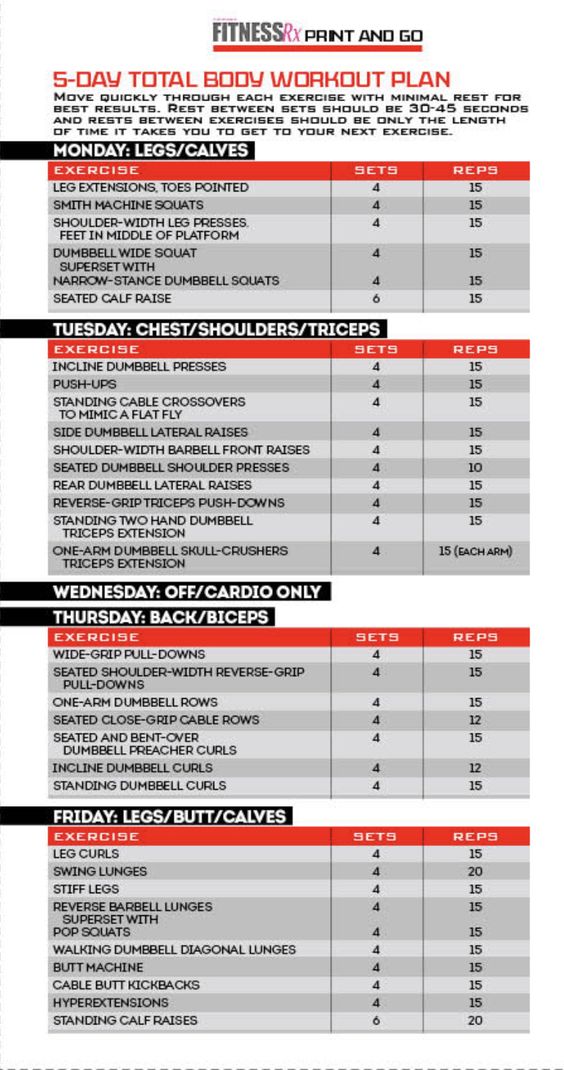 FITNESSRx PRINT AND GO
5-DAY TOTAL BODY WORKOUT PLAN
MOVE QUICKLY THROUGH EACH EXERCISE WITH MINIMAL REST FOR
BEST RESULTS. REST BETWEEN SETS SHOULD BE 30-45 SECONDS
AND RESTS BETWEEN EXERCISES SHOULD BE ONLY THE LENGTH
OF TIME IT TAKES YOU TO GET TO YOUR NEXT EXERCISE.
MONDAY: LEGS/CALVES
EXERCISE SETS REPS
LEG EXTENSIONS, TOES POINTED 4 15
SMITH MACHINE SQUATS 4 15
SHOULDER-WIDTH LEG PRESSES, 4 15
FEET IN MIDDLE OF PLATFORM
DUMBBELL WIDE SQUAT 4 15
SUPERSET WITH
NARROW-STANCE DUMBBELL SQUATS 4 15
SEATED CALF RAISE 6 15
TUESDAY: CHEST/SHOULDERS/TRICEPS
EXERCISE SETS REPS
INCLINE DUMBBELL PRESSES 4 15
PUSH-UPS 4 15
STANDING CABLE CROSSOVERS 4 15
TO MIMIC A FLAT FLY
SIDE DUMBBELL LATERAL RAISES 4 15
SHOULDER-WIDTH BARBELL FRONT RAISES 4 15
SEATED DUMBBELL SHOULDER PRESSES 4 10
REAR DUMBBELL LATERAL RAISES 4 15
REVERSE-GRIP TRICEPS PUSH-DOWNS 4 15
STANDING TWO HAND DUMBBELL 4 15
TRICEPS EXTENSION
ONE-ARM DUMBBELL SKULL-CRUSHERS 4 15 (EACH ARM)
TRICEPS EXTENSION
WEDNESDAY: OFF/CARDIO ONLY
THURSDAY: BACK/BICEPS
EXERCISE SETS REPS
WIDE-GRIP PULL-DOWNS 4 15
SEATED SHOULDER-WIDTH REVERSE-GRIP 4 15
PULL-DOWNS
ONE-ARM DUMBBELL ROWS 4 15
SEATED CLOSE-GRIP CABLE ROWS 4 12
SEATED AND BENT-OVER 4 15
DUMBBELL PREACHER CURLS
INCLINE DUMBBELL CURLS 4 12
STANDING DUMBBELL CURLS 4 15
FRIDAY: LEGS/BUTT/CALVES
EXERCISE SETS REPS
LEG CURLS 4 15
SWING LUNGES 4 20
STIFF LEGS 4 15
REVERSE BARBELL LUNGES 4 15
SUPERSET WITH
POP SQUATS 4 15
WALKING DUMBBELL DIAGONAL LUNGES 4 15
BUTT MACHINE 4 15
CABLE BUTT KICKBACKS 4 15
HYPEREXTENSIONS 4 15
STANDING CALF RAISES 6 20